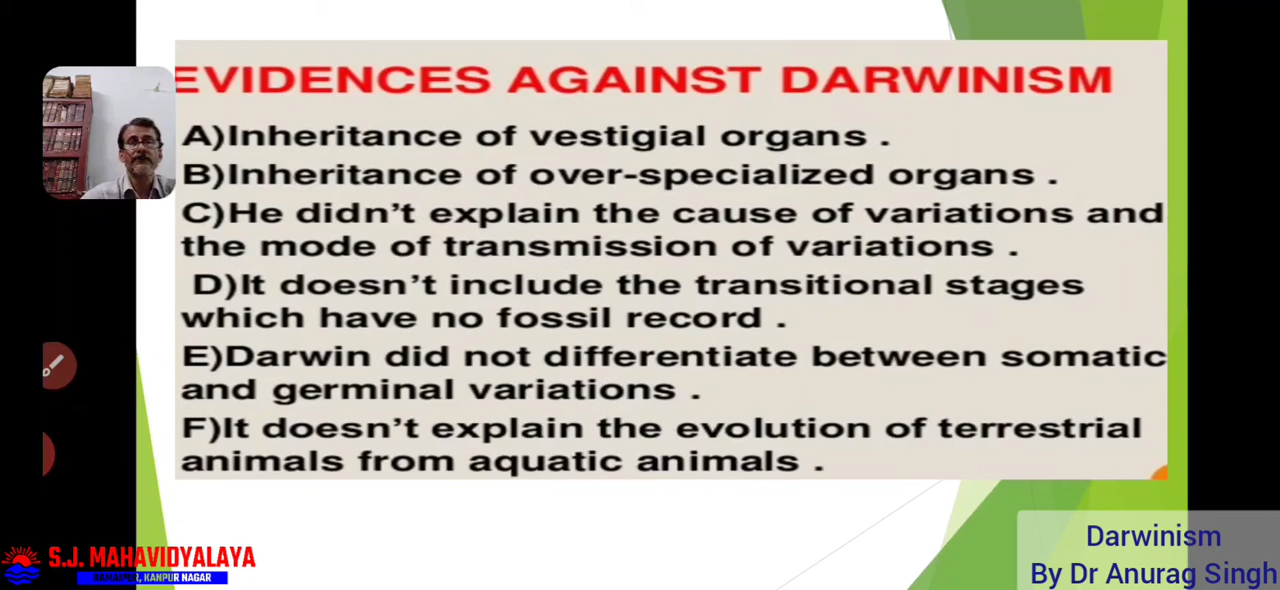 EVIDENCES AGAINST DARWINISM
A)Inheritance of vestigial organs .
B)Inheritance of over-specialized organs .
C)He didn't explain the cause of variations and
the mode of transmission of variations .
D)It doesn't include the transitional stages
which have no fossil record .
E)Darwin did not differentiate between somatic
and germinal variations .
F)It doesn't explain the evolution of terrestrial
animals from aquatic animals .
S.J. MAHAVIDYALAYA
RAMAIPUR, KANPUR NAGAR
Darwinism
By Dr Anurag Singh